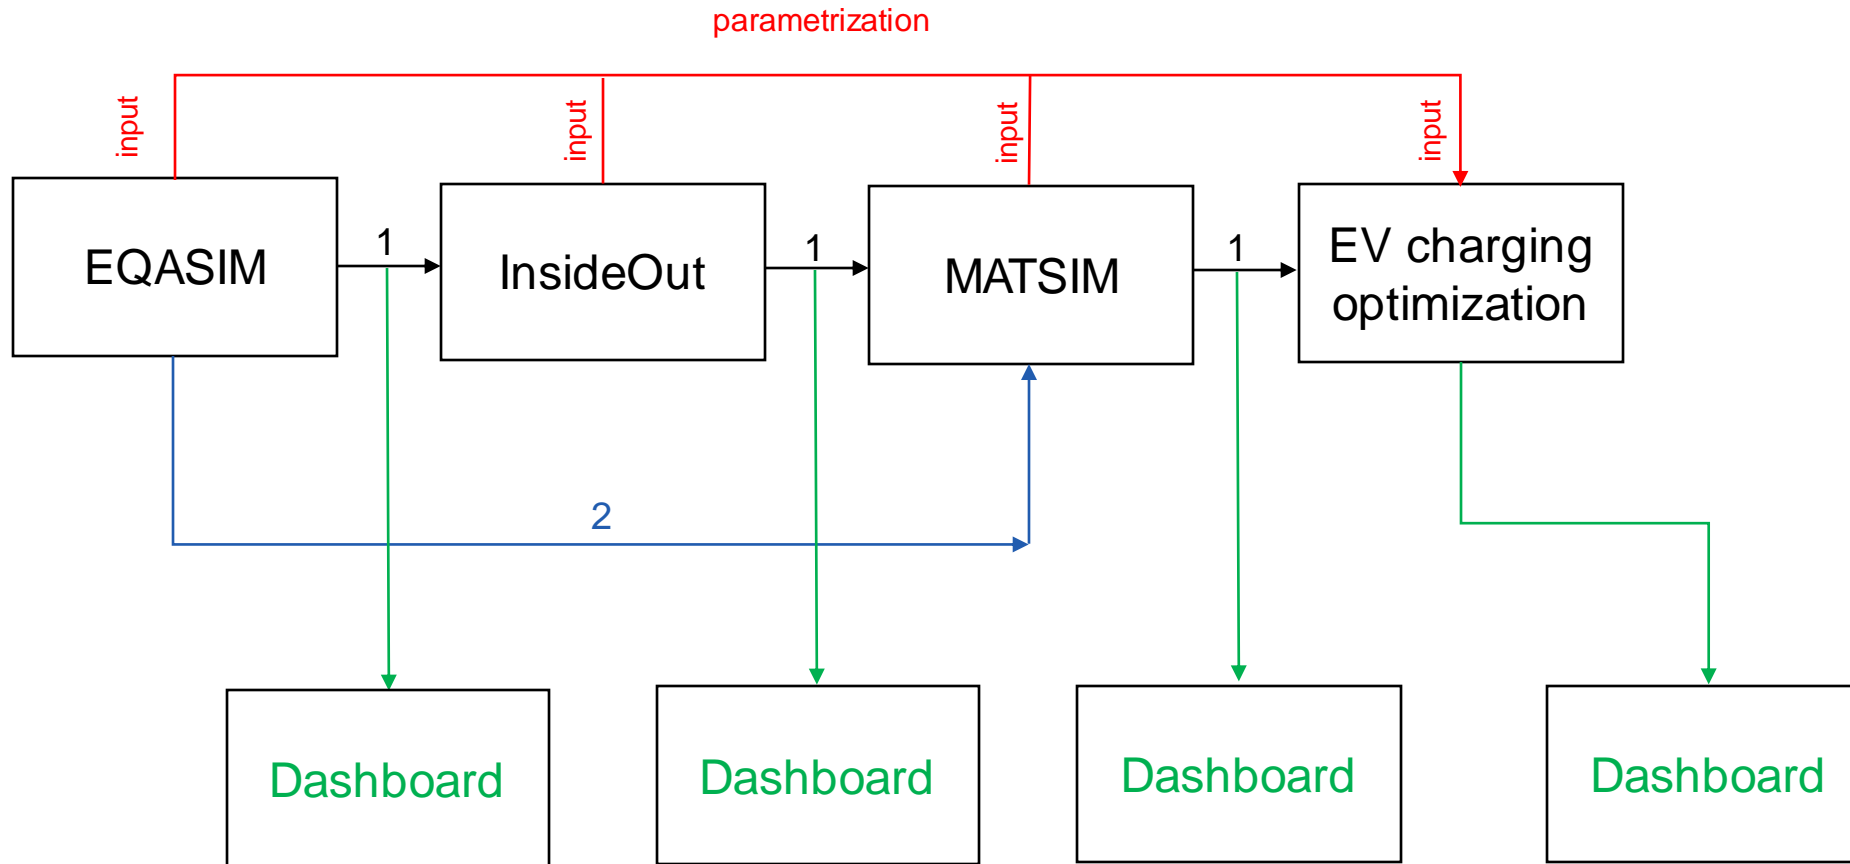 parametrization
input
input
input
input
EQASIM
1
InsideOut
1
MATSIM
1
EV charging
optimization
2
Dashboard
Dashboard
Dashboard
Dashboard